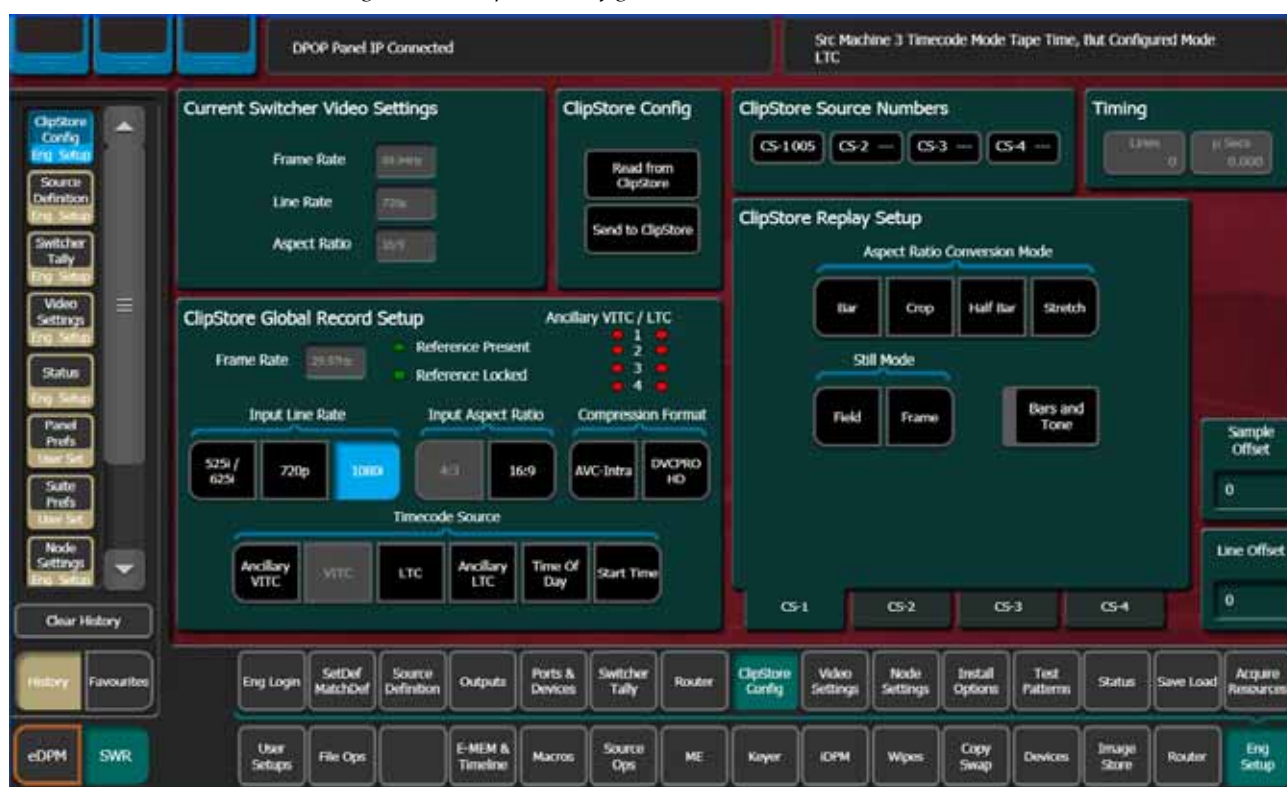 DPOP Panel IP Connected
Src Machine 3 Timecode Mode Tape Time, But Configured Mode
LTC
ClipStore
Config
Eng Setup
Source
Definition
Eng Setup
Switcher
Tally
Eng Setup
Video
Settings
Eng Setup
Status
Eng Setup
Panel
Prefs
User Set
Suite
Prefs
User Set
Node
Settings
Eng Setup
Clear History
History Favourites
eDPM SWR
Current Switcher Video Settings
Frame Rate
Line Rate 720p
Aspect Ratio 16:9
ClipStore Config
Read from
ClipStore
Send to ClipStore
ClipStore Source Numbers
CS-1 005 CS-2 --- CS-3 --- CS-4 ---
Timing
Lines
0
µ Secs
0.000
ClipStore Global Record Setup
Frame Rate 29.97Hz
Reference Present
Reference Locked
Ancillary VITC / LTC
1
2
3
4
Input Line Rate
525i /
625i
720p
1080i
Input Aspect Ratio
4:3
16:9
Compression Format
AVC-Intra
DVCPRO
HD
Timecode Source
Ancillary
VITC
VITC
LTC
Ancillary
LTC
Time Of
Day
Start Time
ClipStore Replay Setup
Aspect Ratio Conversion Mode
Bar Crop Half Bar Stretch
Still Mode
Field Frame
Bars and
Tone
CS-1 CS-2 CS-3 CS-4
Sample
Offset
0
Line Offset
0
Eng Login
SetDef
MatchDef
Source
Definition
Outputs
Ports &
Devices
Switcher
Tally
Router
ClipStore
Config
Video
Settings
Node
Settings
Install
Options
Test
Patterns
Status
Save Load
Acquire
Resources
User
Setups
File Ops
E-MEM &
Timeline
Macros
Source
Ops
ME
Keyer
iDPM
Wipes
Copy
Swap
Devices
Image
Store
Router
Eng
Setup